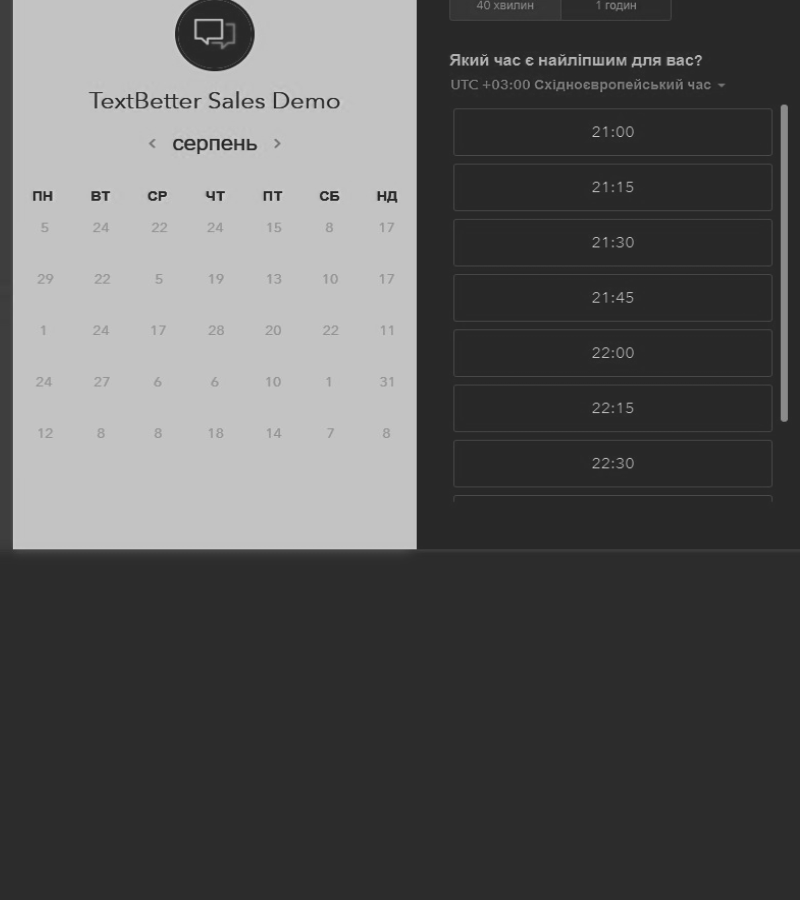 TextBetter Sales Demo
серпень
ПН ВТ СР ЧТ ПТ СБ НД
5 24 22 24 15 8 17
29 22 5 19 13 10 17
1 24 17 28 20 22 11
24 27 6 6 10 1 31
12 8 8 18 14 7 8
40 хвилин 1 годин
Який час є найліпшим для вас?
UTC +03:00 Східноєвропейський час
21:00
21:15
21:30
21:45
22:00
22:15
22:30